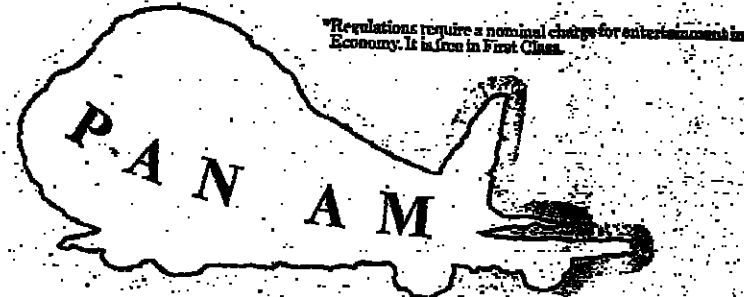 "Regulations require a nominal charge for entertainment in
Economy. It is free in First Class.
PAN AM